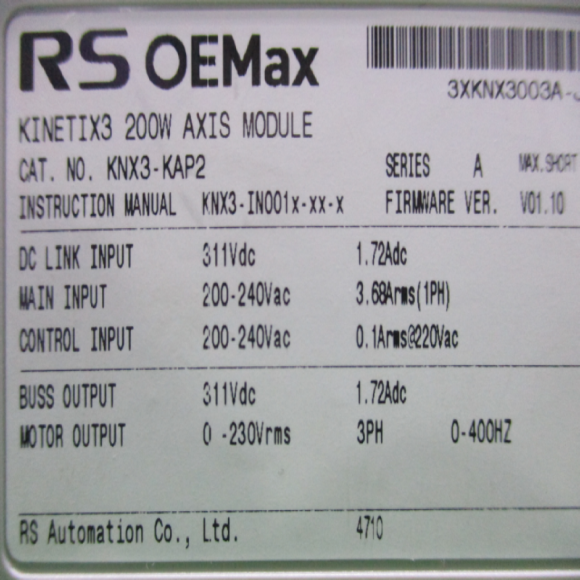 RS OEMax
3XKNX3003A-
KINETIX3 200W AXIS MODULE
CAT. NO. KNX3-KAP2 SERIES A MAX. SHORT
INSTRUCTION MANUAL KNX3-IN001x-xx-x FIRMWARE VER. V01.10
DC LINK INPUT 311Vdc 1.72Adc
MAIN INPUT 200-240Vac 3.68Arms(1PH)
CONTROL INPUT 200-240Vac 0.1Arms@220Vac
BUSS OUTPUT 311Vdc 1.72Adc
MOTOR OUTPUT 0 -230Vrms 3PH 0-400HZ
RS Automation Co., Ltd. 4710